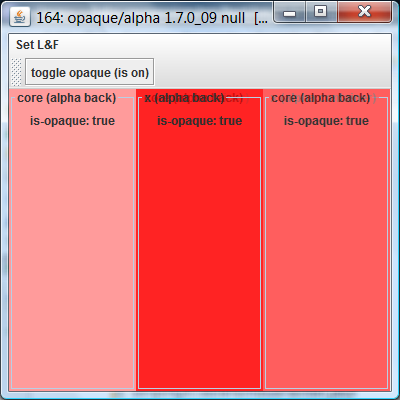 164: opaque/alpha 1.7.0_09 null [...
Set L&F
toggle opaque (is on)
core (alpha back) x (alpha back) core (alpha back)
is-opaque: true is-opaque: true is-opaque: true